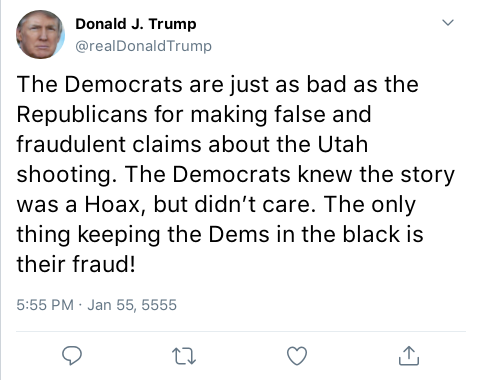 Donald J. Trump
@realDonaldTrump
The Democrats are just as bad as the
Republicans for making false and
fraudulent claims about the Utah
shooting. The Democrats knew the story
was a Hoax, but didn’t care. The only
thing keeping the Dems in the black is
their fraud!
5:55 PM · Jan 55, 5555